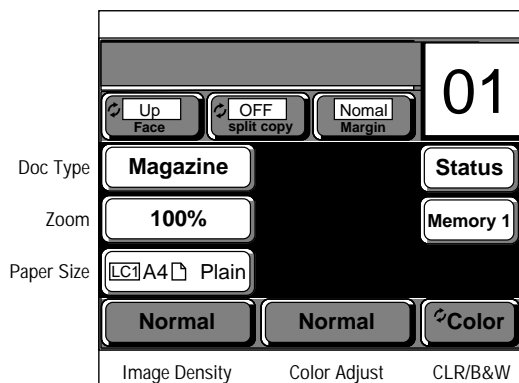 01
Up OFF Nomal
Face split copy Margin
Doc Type Magazine Status
Zoom 100% Memory 1
Paper Size LC1 A4 Plain
Normal Normal Color
Image Density Color Adjust CLR/B&W